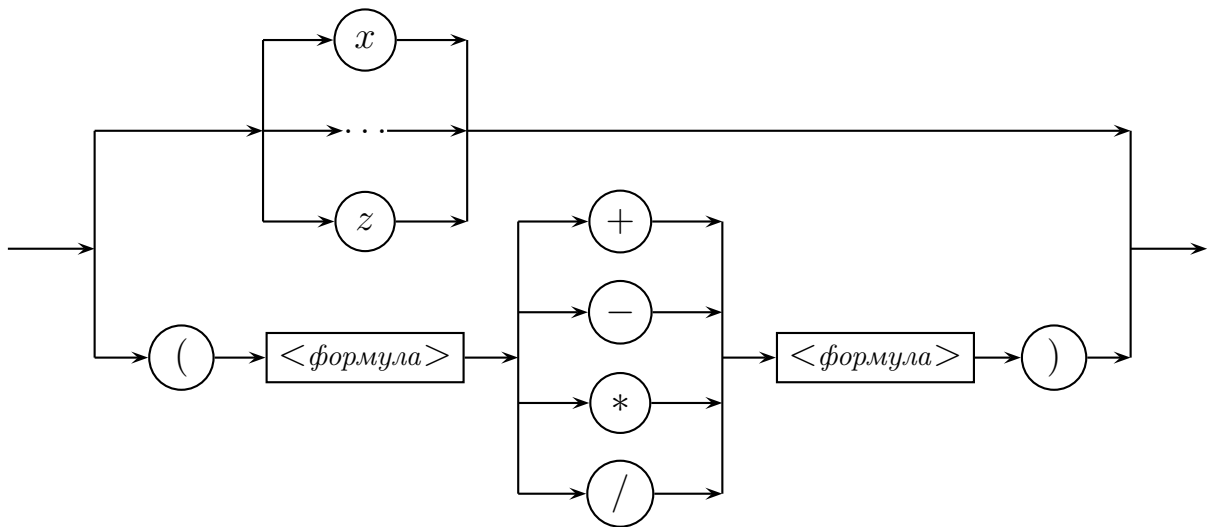 x
. . .
z
+
−
( <формула> <формула> )
*
/